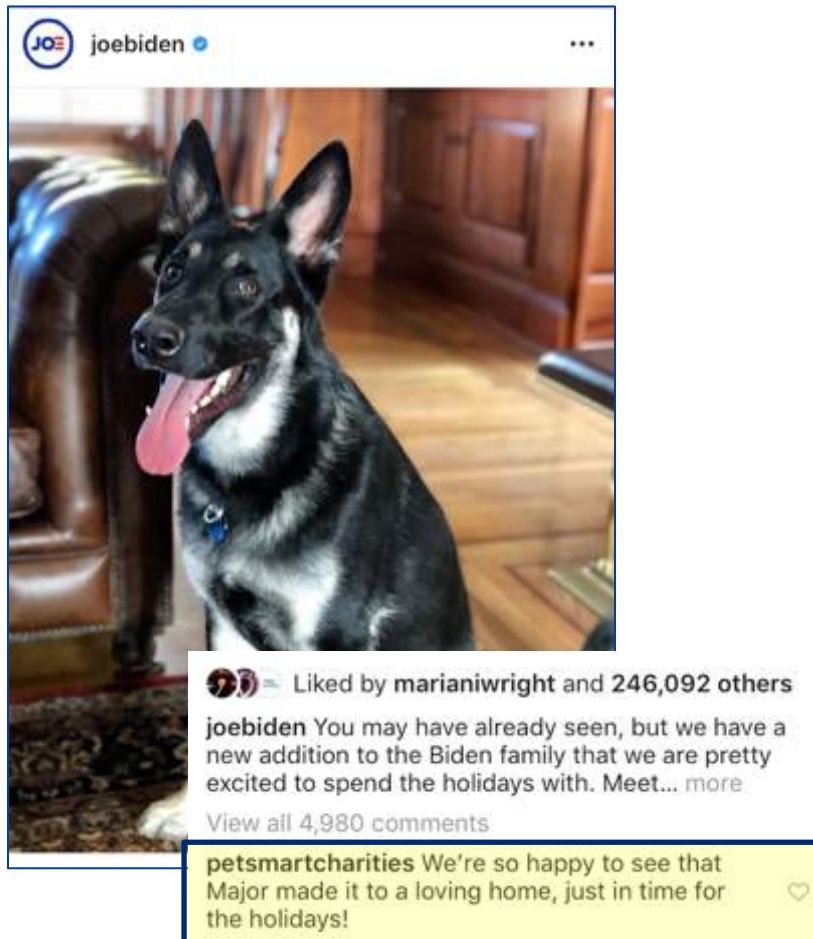 JOE joebiden
Liked by marianiwright and 246,092 others
joebiden You may have already seen, but we have a
new addition to the Biden family that we are pretty
excited to spend the holidays with. Meet... more
View all 4,980 comments
petsmartcharities We're so happy to see that
Major made it to a loving home, just in time for
the holidays!